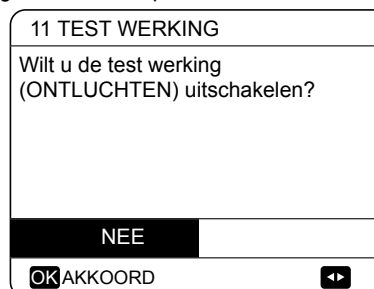 11 TEST WERKING
Wilt u de test werking
(ONTLUCHTEN) uitschakelen?
NEE
OK AKKOORD